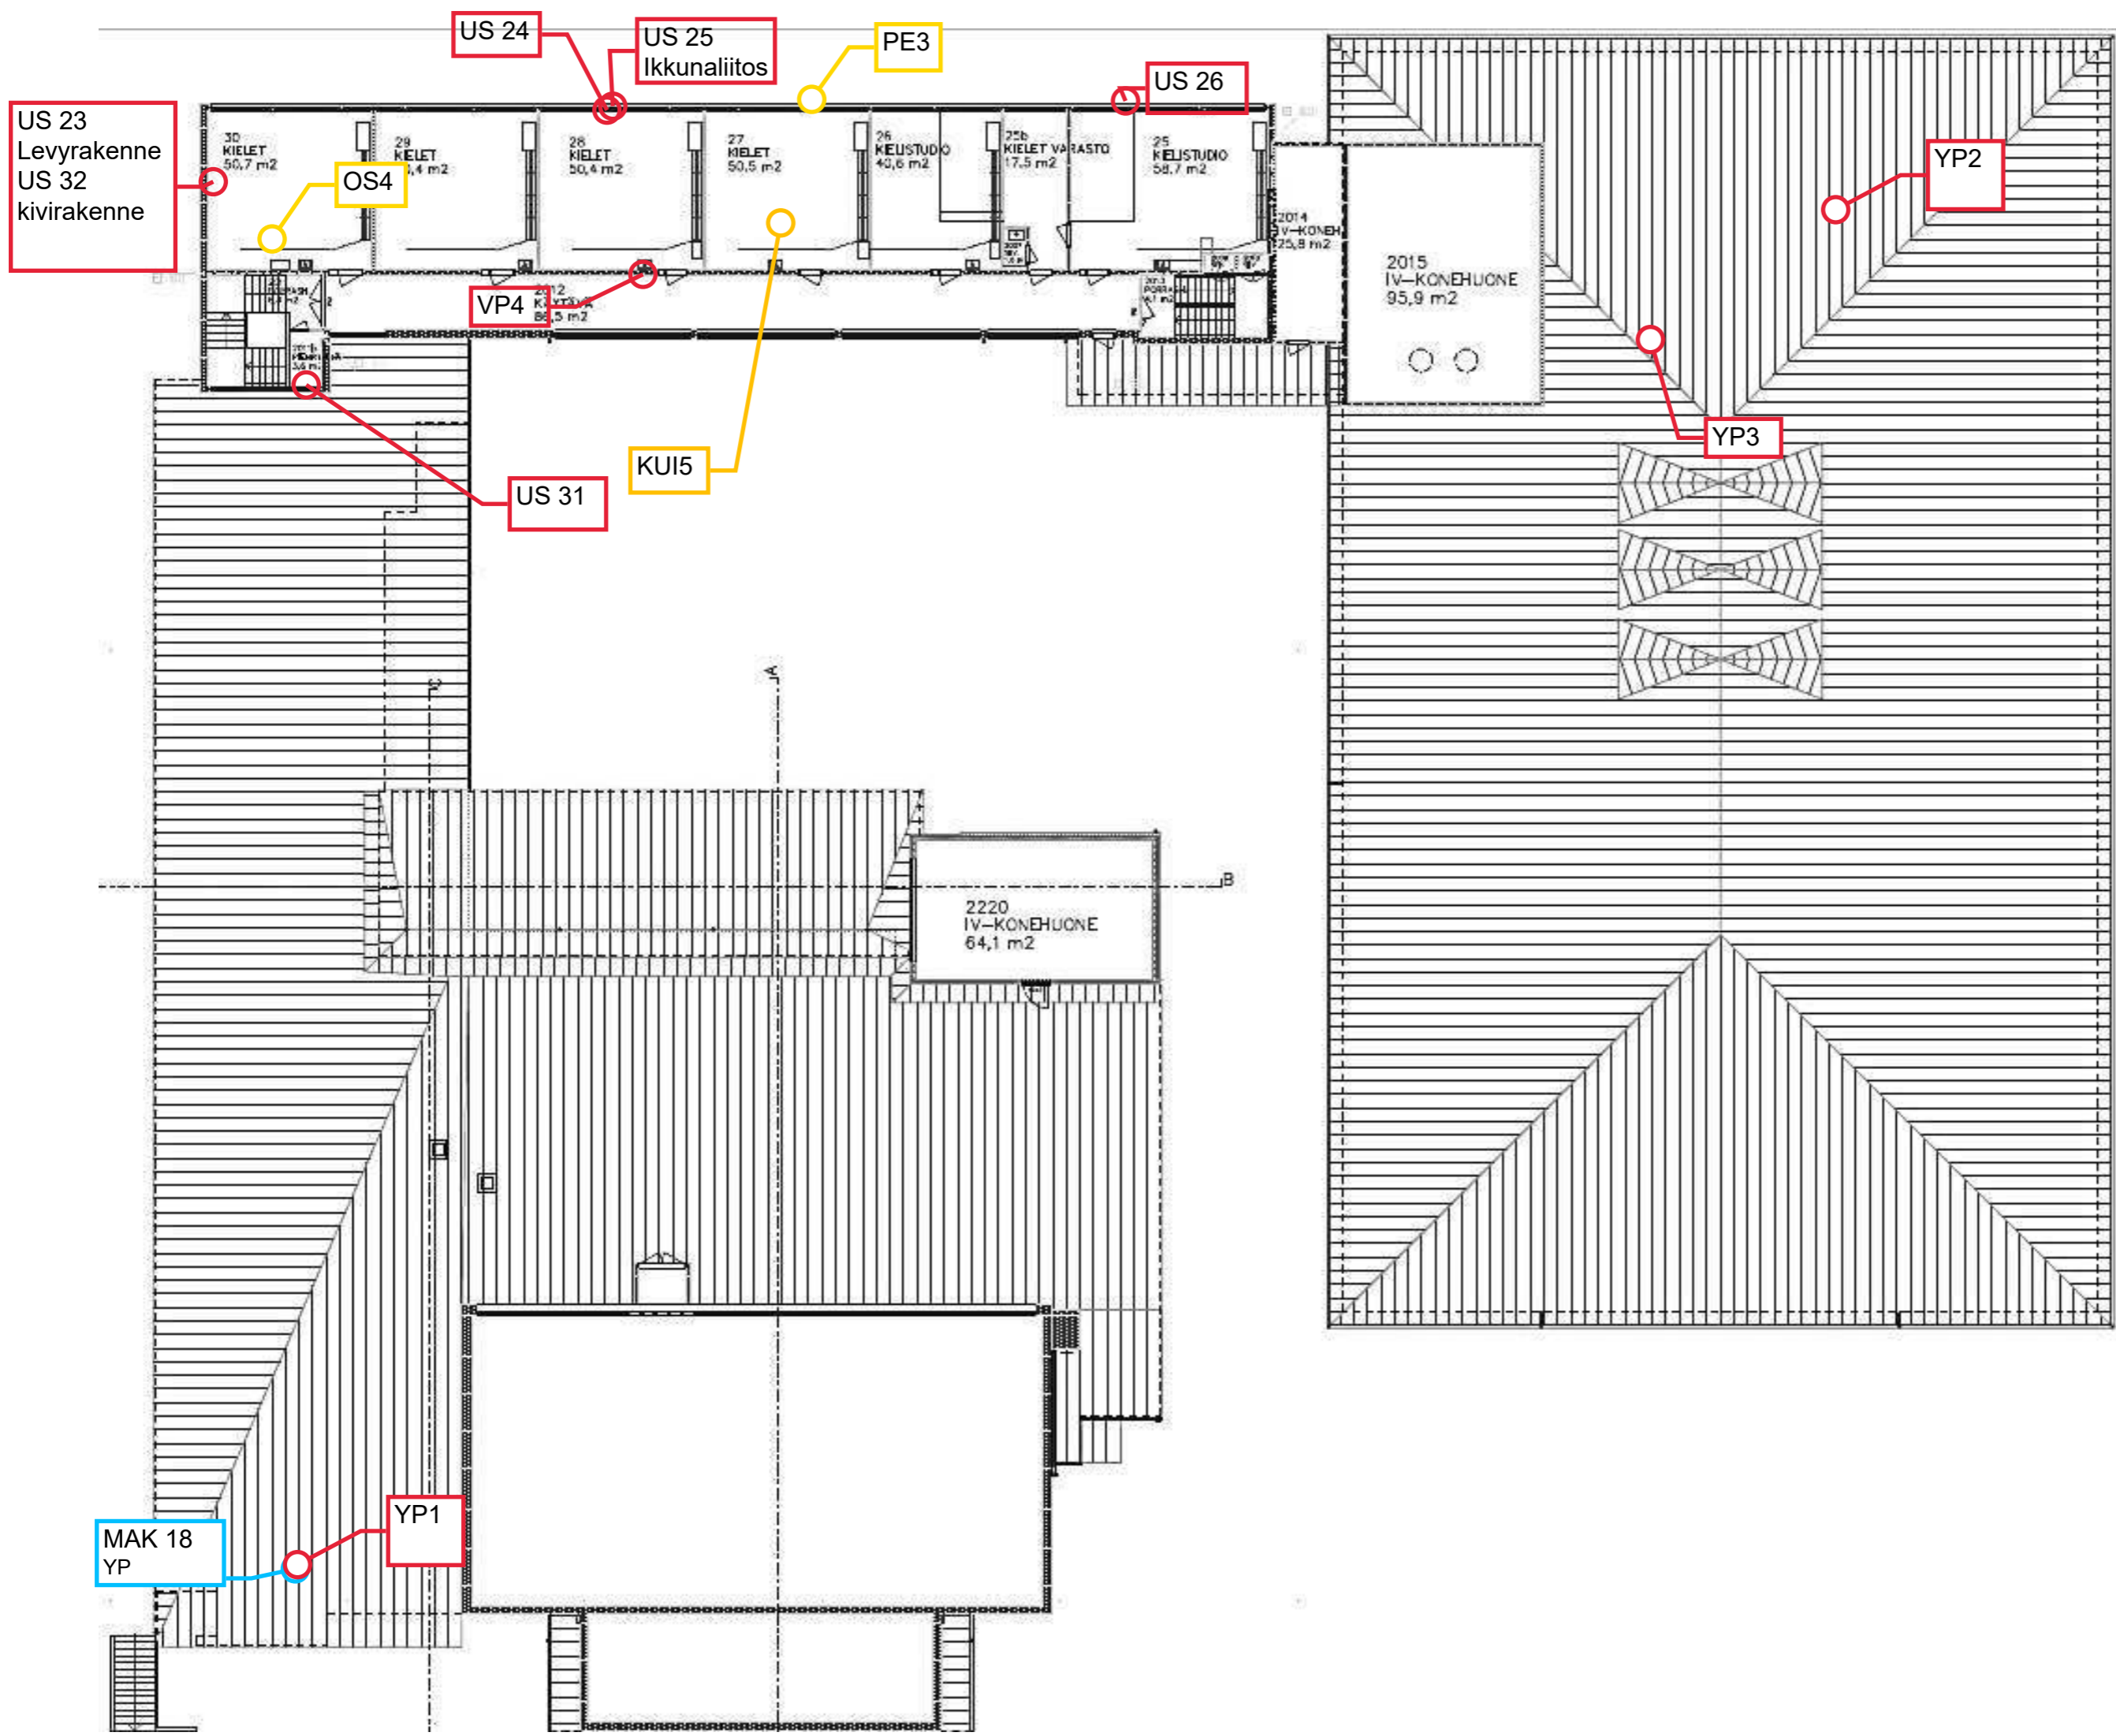 US 24
US 25
Ikkunaliitos
PE3
US 26
US 23
Levyrakenne
US 32
kivirakenne
OS4
YP2
30
KIELET
50,7 m2
29
KIELET
,4 m2
28
KIELET
50,4 m2
27
KIELET
50,5 m2
26
KIELISTUDIO
40,6 m2
25b
KIELET VARASTO
17,5 m2
25
KIELISTUDIO
58,7 m2
2014
IV-KONEH
25,8 m2
2015
IV-KONEHUONE
95,9 m2
VP4
2012
86,5 m2
2013
YP3
KUI5
US 31
A
C
B
2220
IV-KONEHUONE
64,1 m2
YP1
MAK 18
YP